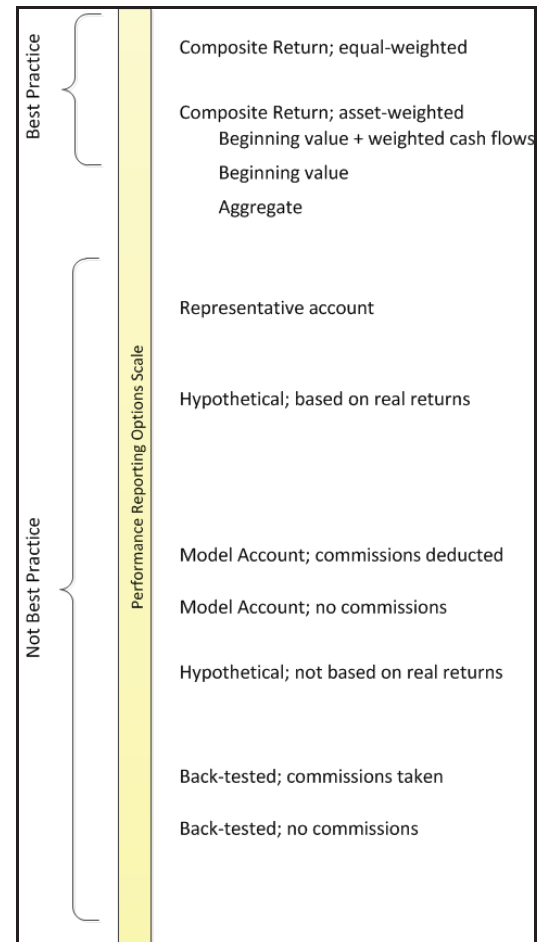 Best Practice
Composite Return; equal-weighted
Composite Return; asset-weighted
Beginning value + weighted cash flows
Beginning value
Aggregate
Not Best Practice
Performance Reporting Options Scale
Representative account
Hypothetical; based on real returns
Model Account; commissions deducted
Model Account; no commissions
Hypothetical; not based on real returns
Back-tested; commissions taken
Back-tested; no commissions